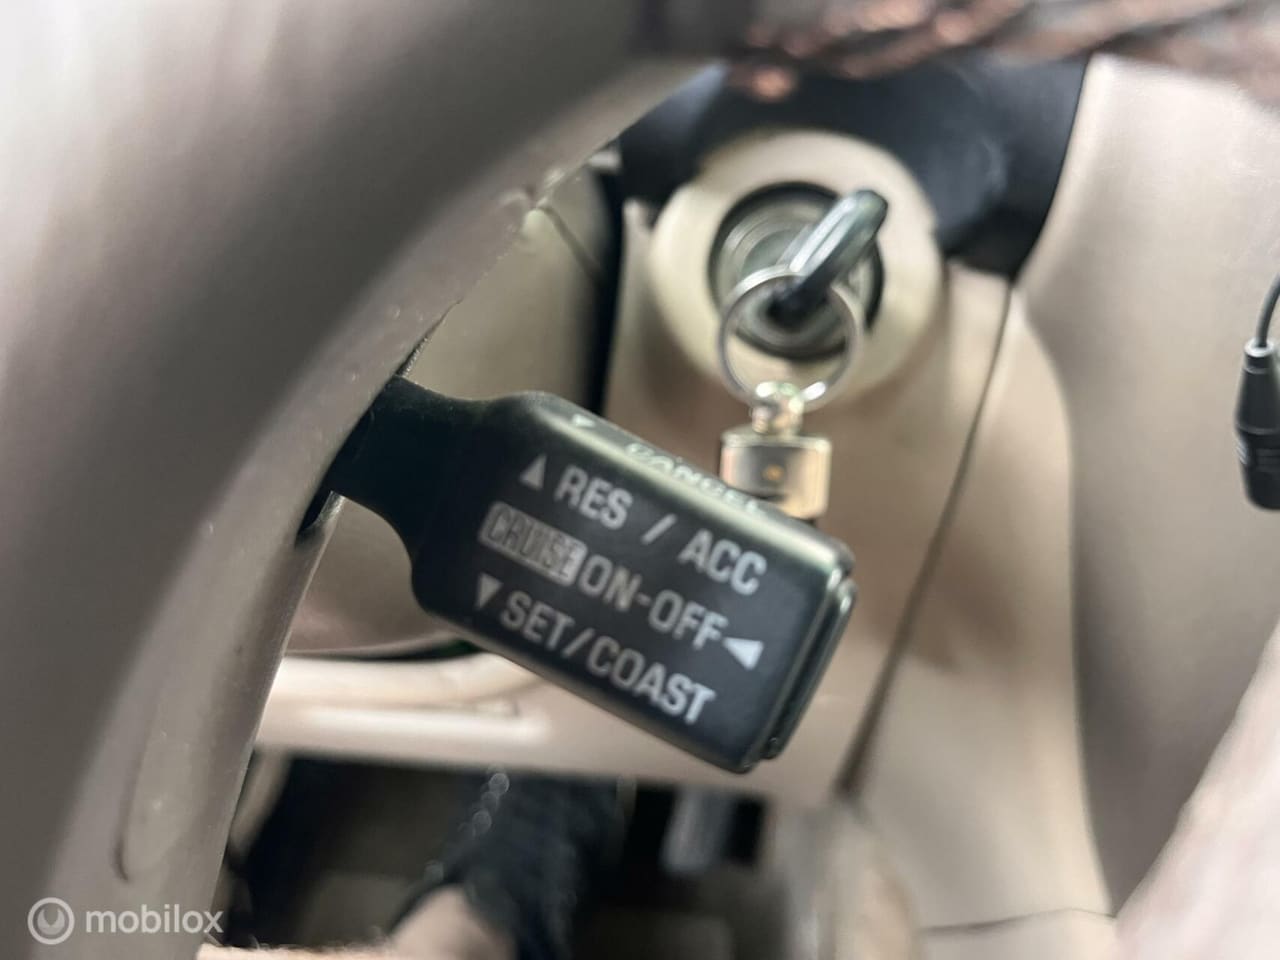 ▼ CANCEL
▲ RES / ACC
CRUISE ON-OFF ◀
▼ SET/COAST
mobilox